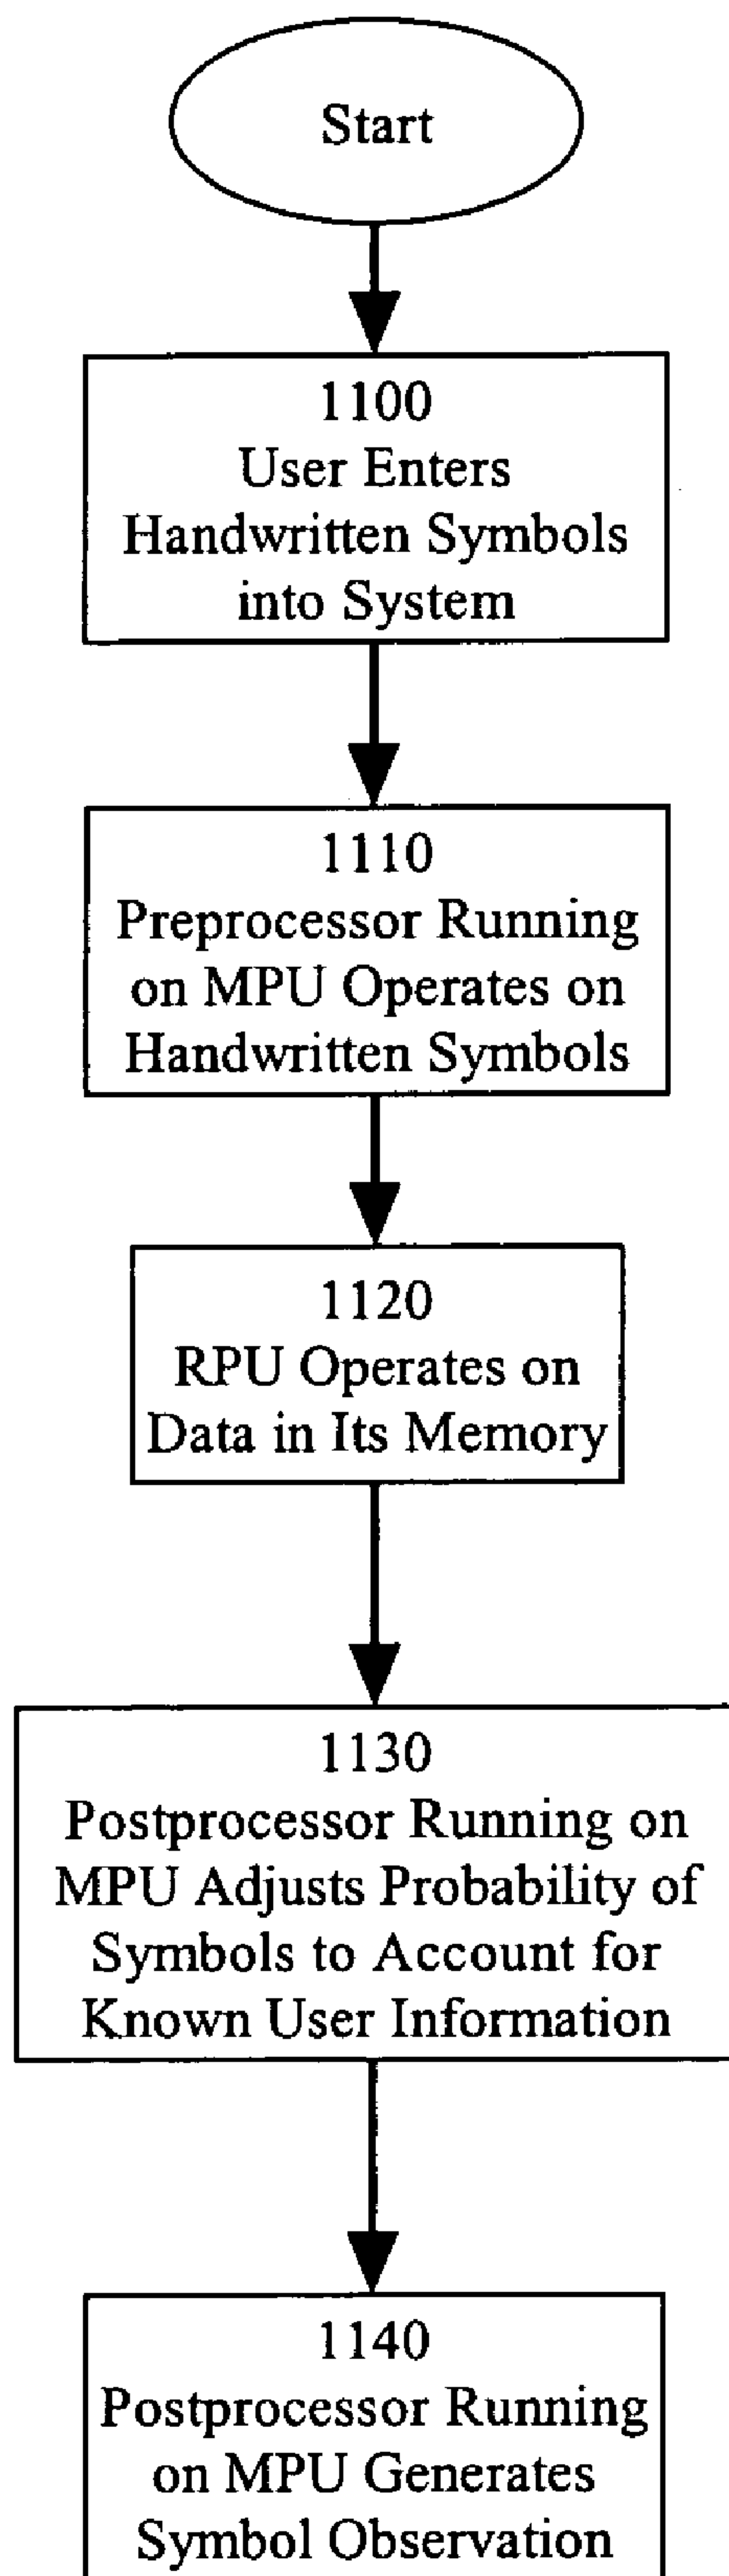 Start
1100
User Enters
Handwritten Symbols
into System
1110
Preprocessor Running
on MPU Operates on
Handwritten Symbols
1120
RPU Operates on
Data in Its Memory
1130
Postprocessor Running on
MPU Adjusts Probability of
Symbols to Account for
Known User Information
1140
Postprocessor Running
on MPU Generates
Symbol Observation